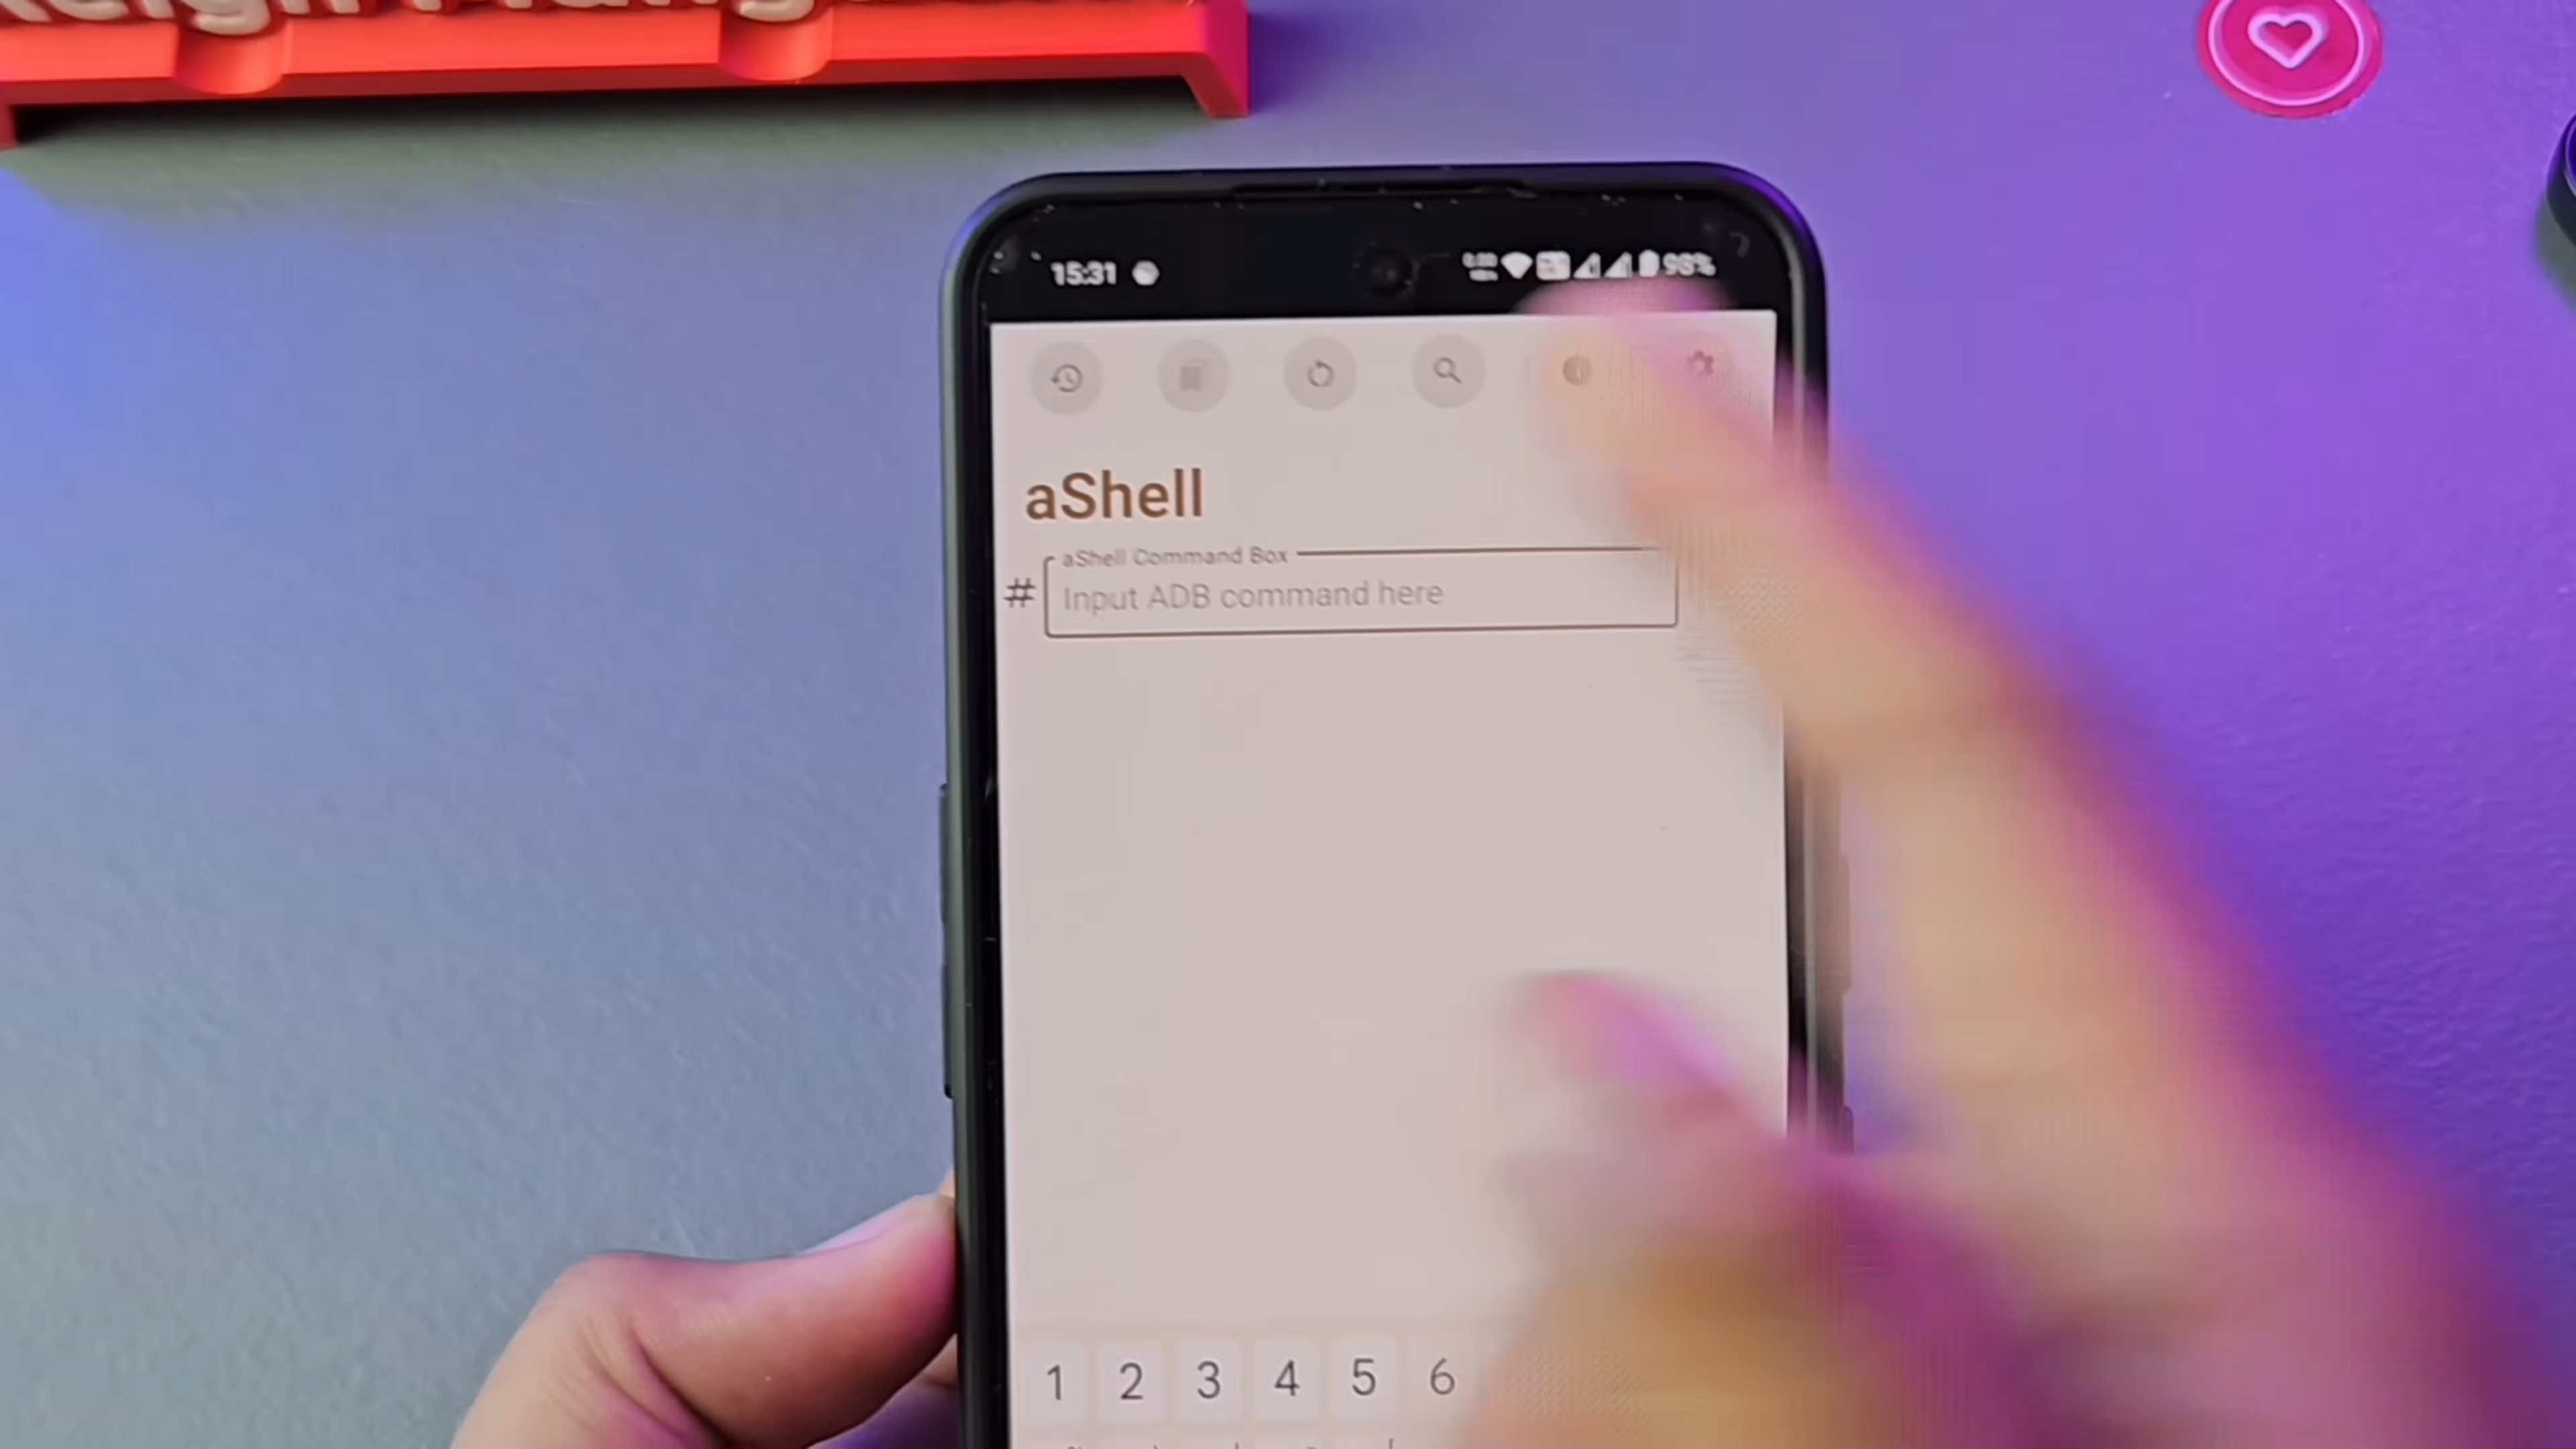 15:31 98%
aShell
aShell Command Box
# Input ADB command here
1 2 3 4 5 6